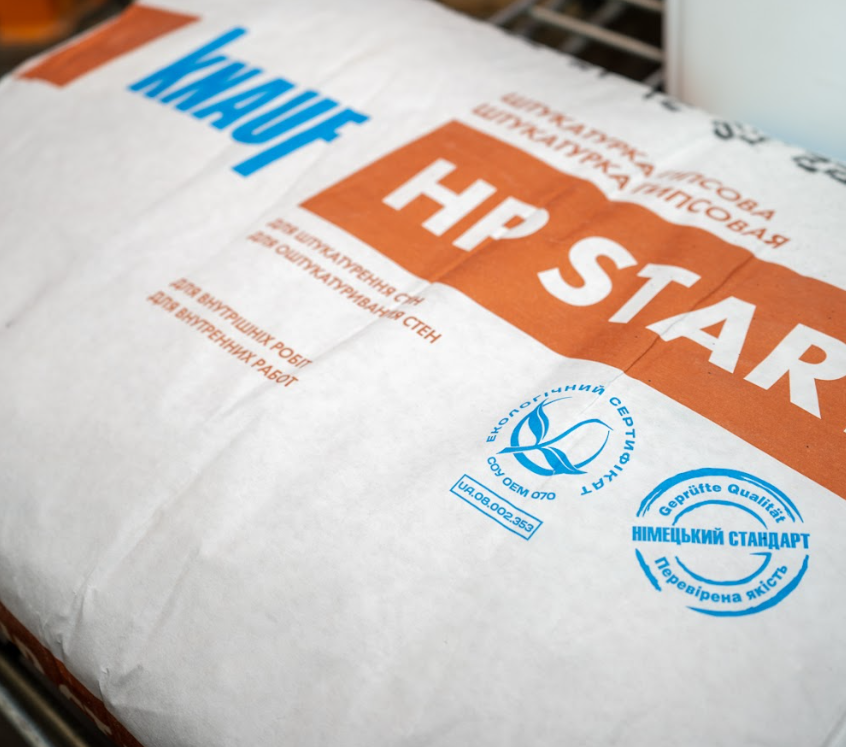 KNAUF
ШТУКАТУРКА ГІПСОВА
ШТУКАТУРКА ГИПСОВАЯ
HP STAR
ДЛЯ ШТУКАТУРЕННЯ СТІН
ДЛЯ ОШТУКАТУРИВАНИЯ СТЕН
ДЛЯ ВНУТРІШНІХ РОБІТ
ДЛЯ ВНУТРЕННИХ РАБОТ
ЕКОЛОГІЧНИЙ СЕРТИФІКАТ
СОУ ОЕМ 070
UA.08.002.353
Geprüfte Qualität
НІМЕЦЬКИЙ СТАНДАРТ
Перевірена якість